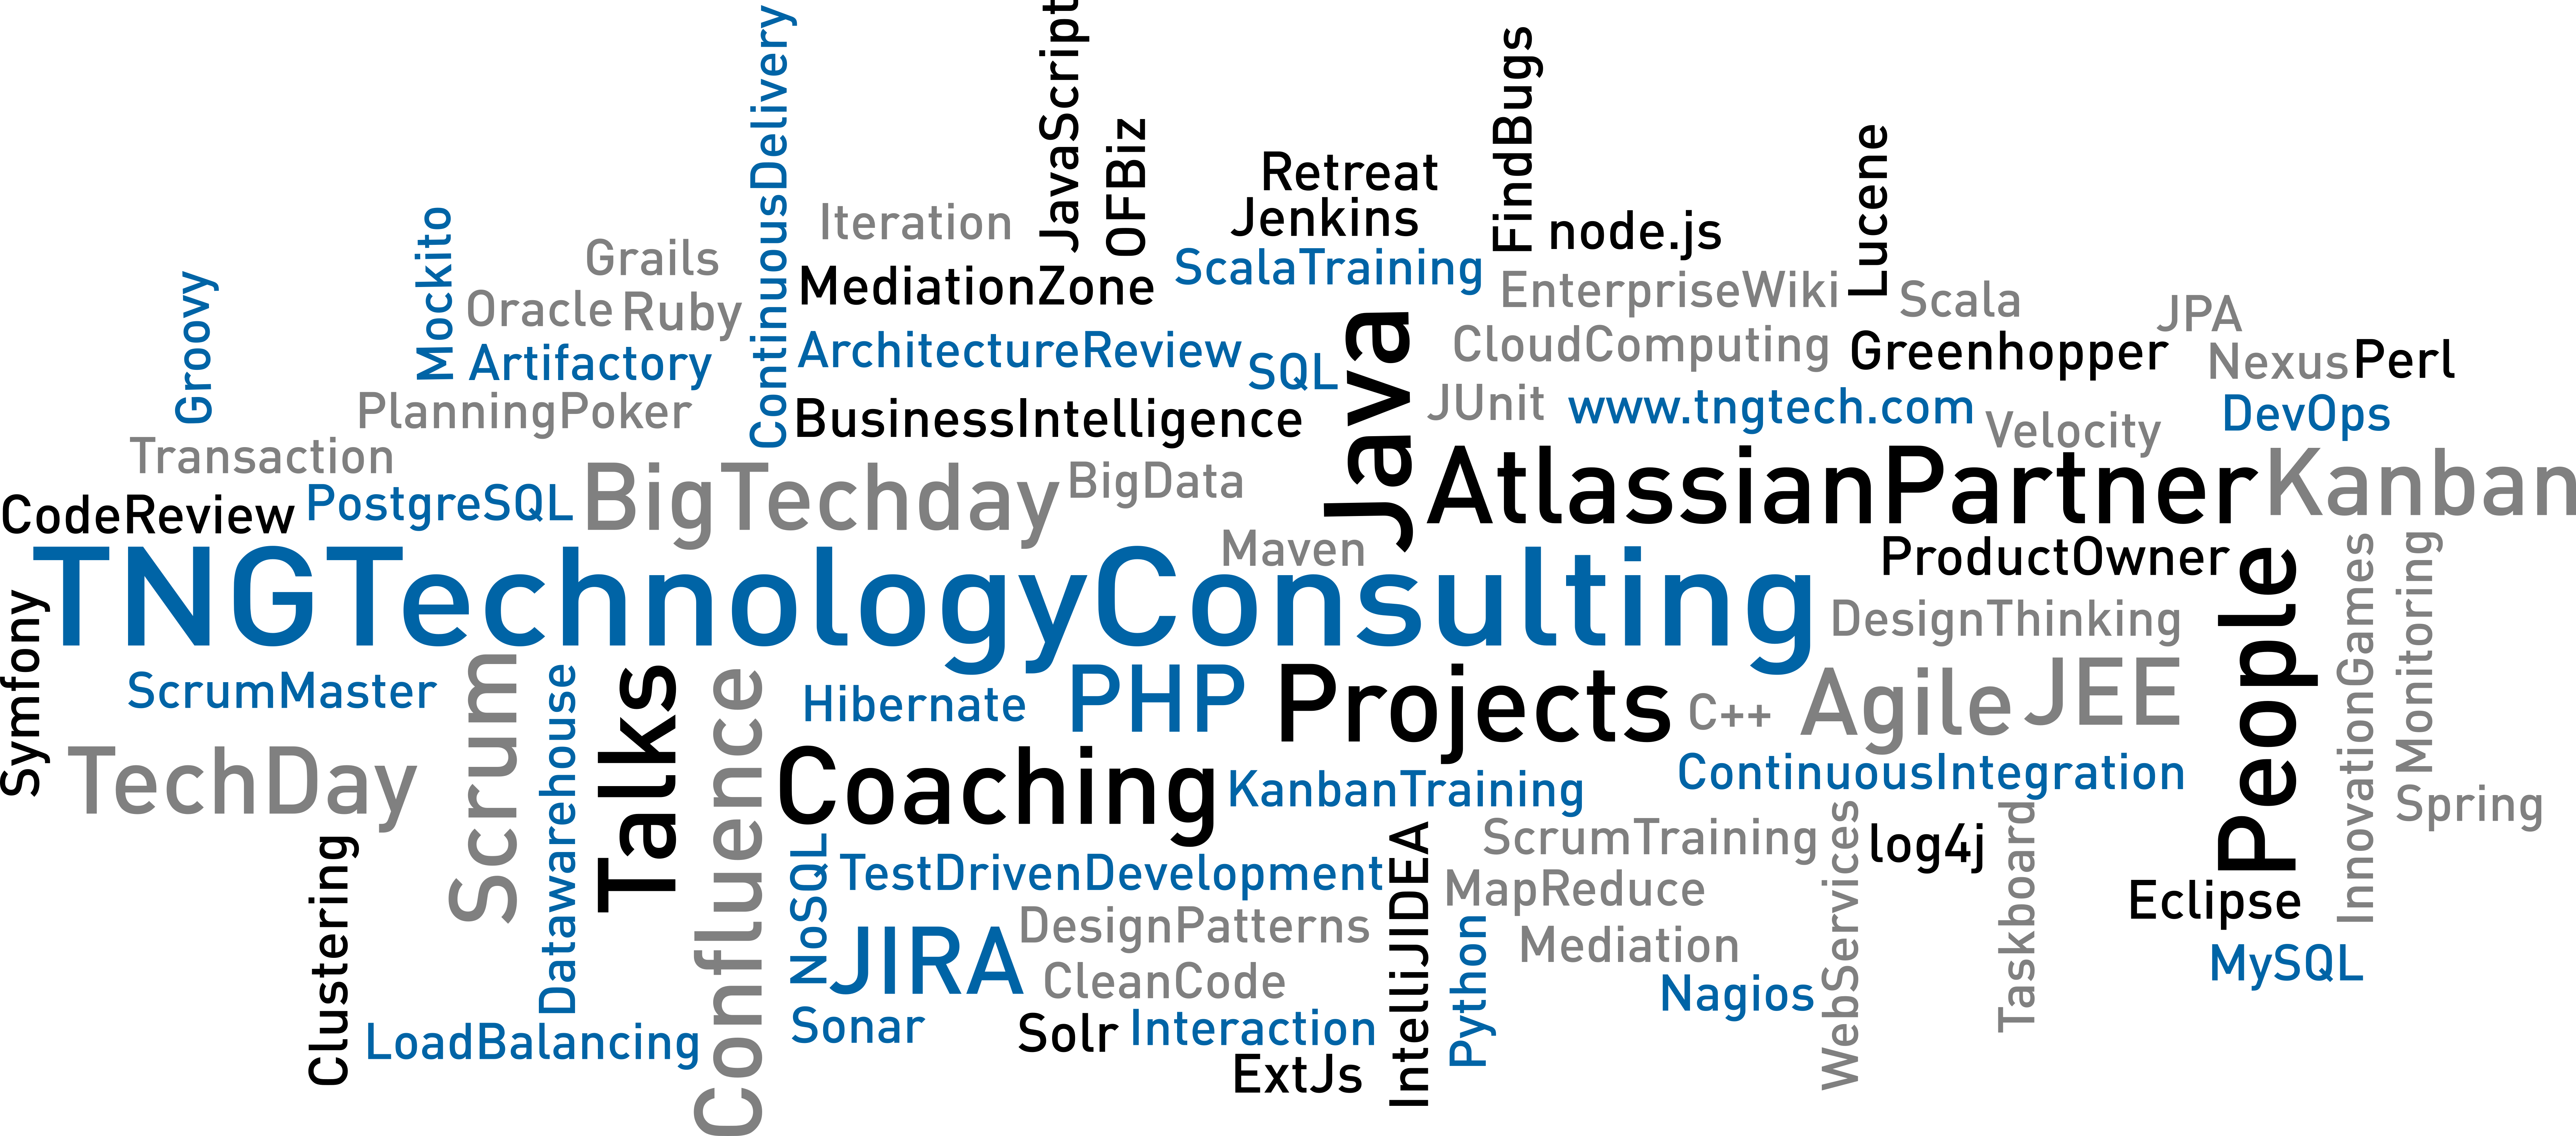 JavaScript
ContinuousDelivery
FindBugs
OFBiz
Lucene
Retreat
Jenkins
node.js
Iteration
Mockito
Grails
ScalaTraining
MediationZone
EnterpriseWiki
Scala
Groovy
Oracle
Ruby
JPA
Java
CloudComputing
Greenhopper
Artifactory
ArchitectureReview
SQL
Nexus
Perl
PlanningPoker
BusinessIntelligence
JUnit
www.tngtech.com
Velocity
DevOps
Transaction
CodeReview
PostgreSQL
BigTechday
BigData
AtlassianPartner
Kanban
Maven
ProductOwner
TNGTechnologyConsulting
DesignThinking
People
InnovationGames
Monitoring
Symfony
ScrumMaster
Scrum
Datawarehouse
Talks
Confluence
Hibernate
PHP
Projects
C++
Agile
JEE
TechDay
Coaching
KanbanTraining
ContinuousIntegration
Spring
Clustering
NoSQL
TestDrivenDevelopment
IntelliJIDEA
ScrumTraining
WebServices
log4j
Taskboard
MapReduce
Eclipse
JIRA
DesignPatterns
Python
Mediation
MySQL
CleanCode
Nagios
LoadBalancing
Sonar
Solr
Interaction
ExtJs